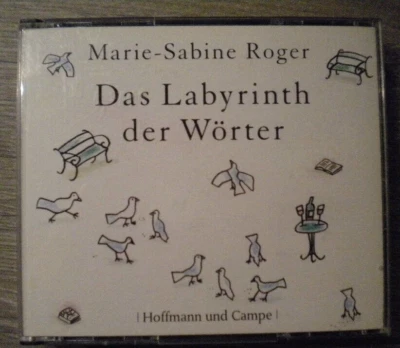 Marie-Sabine Roger
Das Labyrinth
der Wörter
| Hoffmann und Campe |